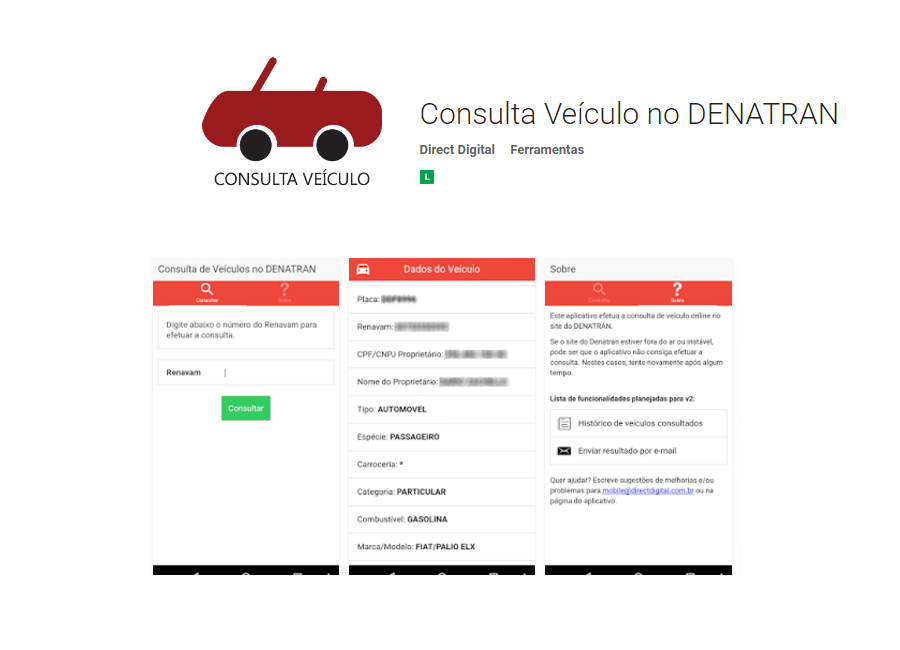 Consulta Veículo no DENATRAN
Direct Digital Ferramentas
L
CONSULTA VEÍCULO
Consulta de Veículos no DENATRAN
Consultar Sobre
Digite abaixo o número do Renavam para
efetuar a consulta.
Renavam
Consultar
Dados do Veículo
Placa:
Renavam:
CPF/CNPJ Proprietário:
Nome do Proprietário:
Tipo: AUTOMOVEL
Espécie: PASSAGEIRO
Carroceria: *
Categoria: PARTICULAR
Combustível: GASOLINA
Marca/Modelo: FIAT/PALIO ELX
Sobre
Consultar Sobre
Este aplicativo efetua a consulta de veículo online no
site do DENATRAN.
Se o site do Denatran estiver fora do ar ou instável,
pode ser que o aplicativo não consiga efetuar a
consulta. Nestes casos, tente novamente após algum
tempo.
Lista de funcionalidades planejadas para v2:
Histórico de veículos consultados
Enviar resultado por e-mail
Quer ajudar? Escreve sugestões de melhorias e/ou
problemas para mobile@directdigital.com.br ou na
página do aplicativo.